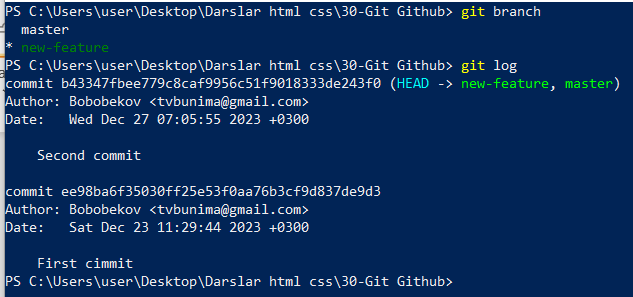 PS C:\Users\user\Desktop\Darslar html css\30-Git Github> git branch
  master
* new-feature
PS C:\Users\user\Desktop\Darslar html css\30-Git Github> git log
commit b43347fbee779c8caf9956c51f9018333de243f0 (HEAD -> new-feature, master)
Author: Bobobekov <tvbunima@gmail.com>
Date:   Wed Dec 27 07:05:55 2023 +0300

    Second commit

commit ee98ba6f35030ff25e53f0aa76b3cf9d837de9d3
Author: Bobobekov <tvbunima@gmail.com>
Date:   Sat Dec 23 11:29:44 2023 +0300

    First cimmit
PS C:\Users\user\Desktop\Darslar html css\30-Git Github>